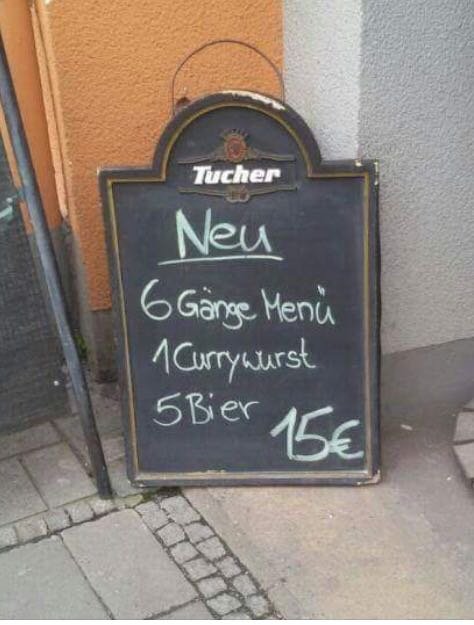 Tucher
Neu
6 Gänge Menü
1 Currywurst
5 Bier
15€